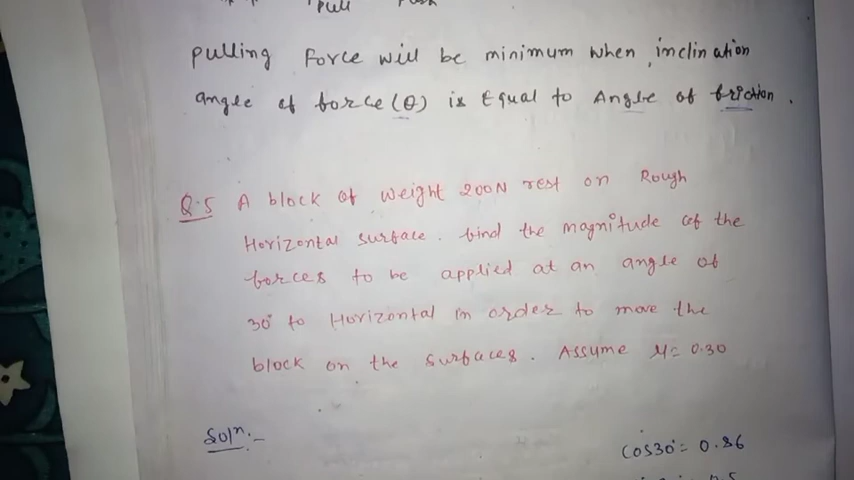 Pull Push
Pulling Force will be minimum when inclination
angle of force (θ) is Equal to Angle of friction.
Q.5 A block of weight 200N rest on Rough
Horizontal surface. find the magnitude of the
forces to be applied at an angle of
30° to Horizontal in order to move the
block on the surfaces. Assume μ= 0.30
Solⁿ:-
cos30°= 0.86